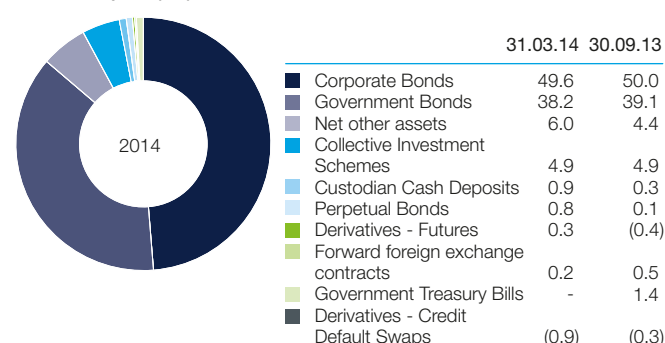 2014
31.03.14 30.09.13
Corporate Bonds 49.6 50.0
Government Bonds 38.2 39.1
Net other assets 6.0 4.4
Collective Investment
Schemes 4.9 4.9
Custodian Cash Deposits 0.9 0.3
Perpetual Bonds 0.8 0.1
Derivatives - Futures 0.3 (0.4)
Forward foreign exchange
contracts 0.2 0.5
Government Treasury Bills - 1.4
Derivatives - Credit
Default Swaps (0.9) (0.3)